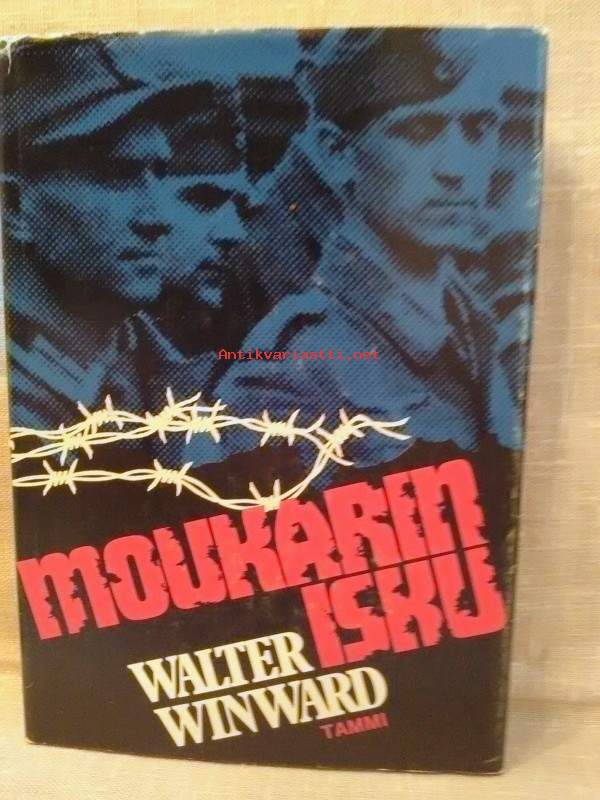 Antikvariaatti.net
MOUKARIN
ISKU
WALTER
WINWARD
TAMMI